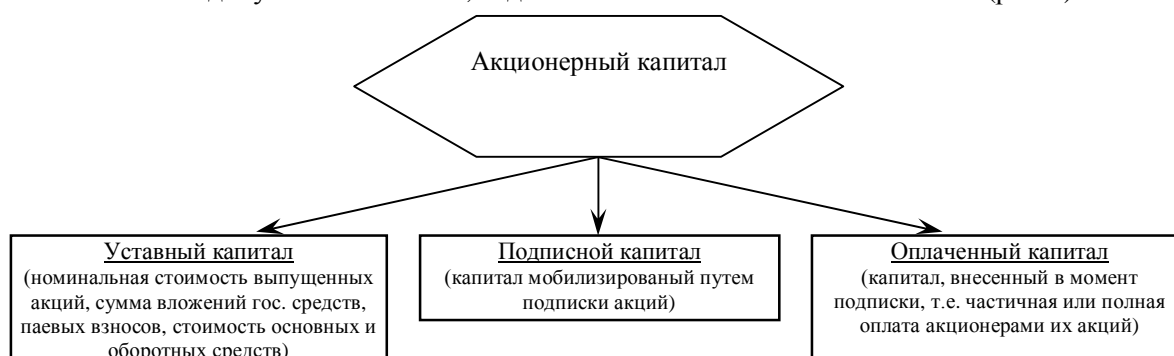 Акционерный капитал
Уставный капитал
(номинальная стоимость выпущенных
акций, сумма вложений гос. средств,
паевых взносов, стоимость основных и
оборотных средств)
Подписной капитал
(капитал мобилизированый путем
подписки акций)
Оплаченный капитал
(капитал, внесенный в момент
подписки, т.е. частичная или полная
оплата акционерами их акций)